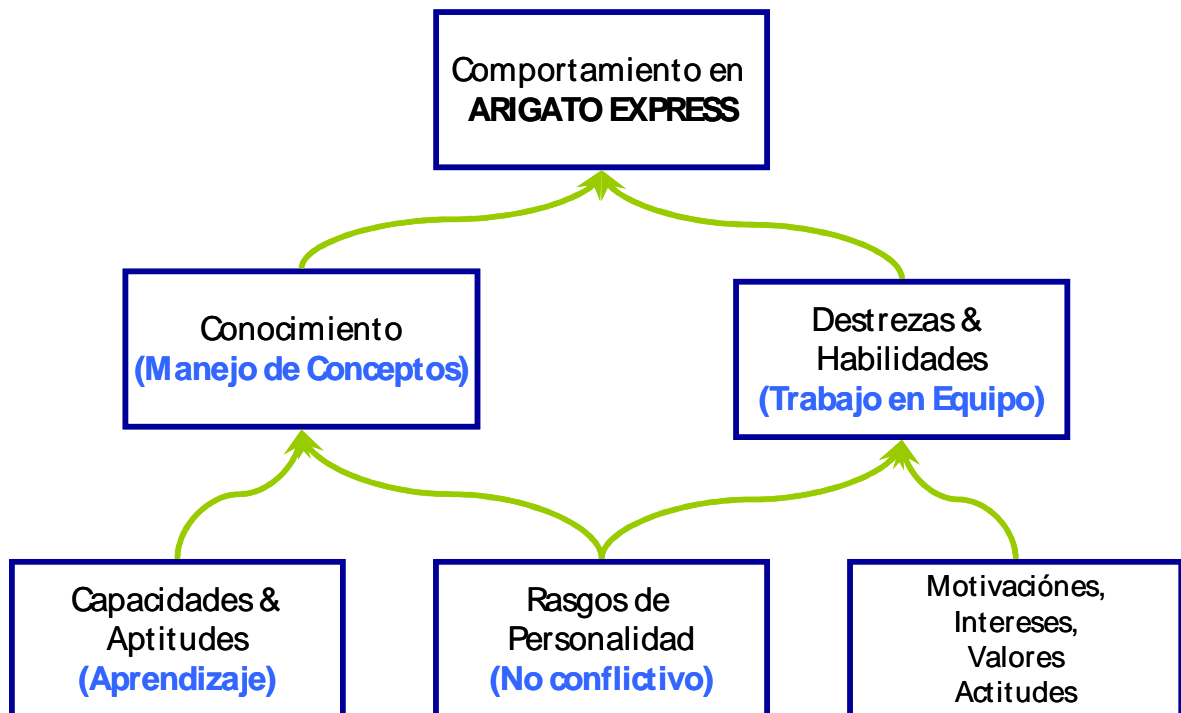 Comportamiento en
ARIGATO EXPRESS
Conocimiento
(Manejo de Conceptos)
Destrezas &
Habilidades
(Trabajo en Equipo)
Capacidades &
Aptitudes
(Aprendizaje)
Rasgos de
Personalidad
(No conflictivo)
Motivaciónes,
Intereses,
Valores
Actitudes